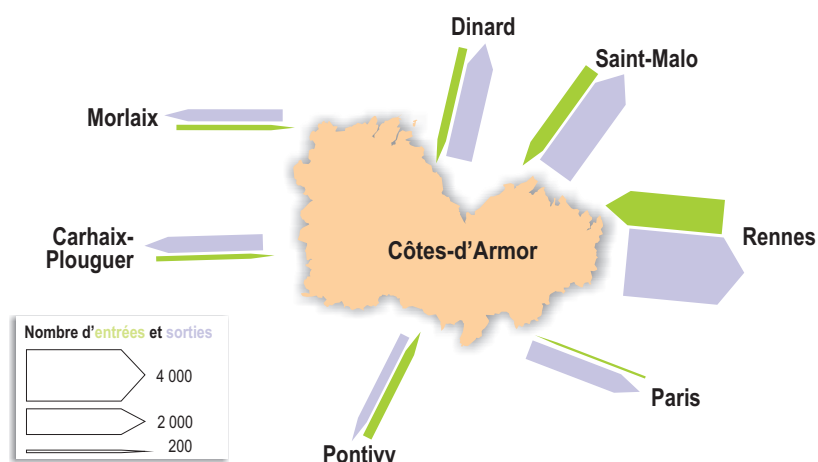 Dinard
Saint-Malo
Morlaix
Rennes
Carhaix-
Plouguer
Côtes-d'Armor
Nombre d'entrées et sorties
4 000
2 000
200
Paris
Pontivy